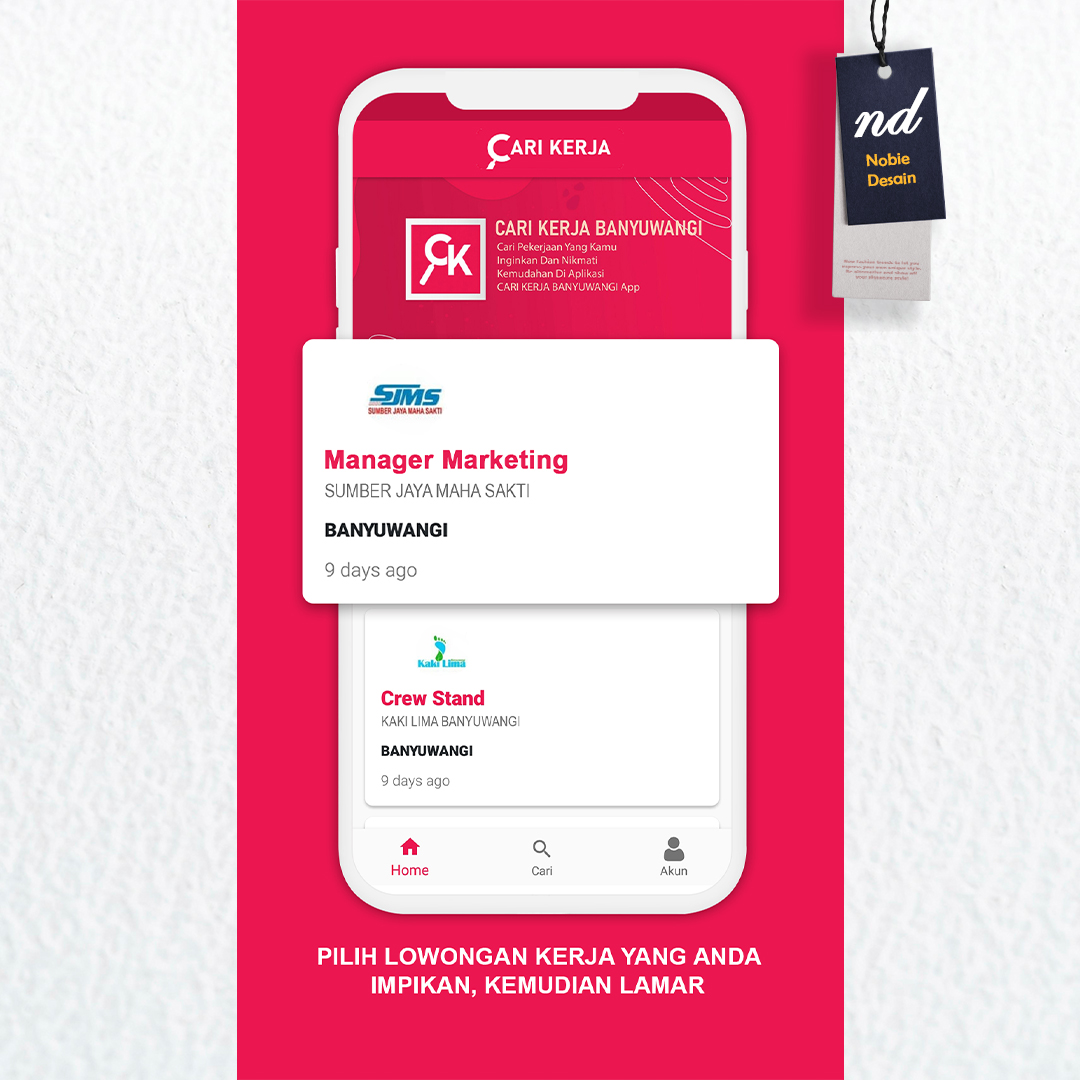 CARI KERJA
CK
CARI KERJA BANYUWANGI
Cari Pekerjaan Yang Kamu
Inginkan Dan Nikmati
Kemudahan Di Aplikasi
CARI KERJA BANYUWANGI App
nd
Nobie
Desain
SJMS
SUMBER JAYA MAHA SAKTI
Manager Marketing
SUMBER JAYA MAHA SAKTI
BANYUWANGI
9 days ago
Kaki Lima
Crew Stand
KAKI LIMA BANYUWANGI
BANYUWANGI
9 days ago
Home
Cari
Akun
PILIH LOWONGAN KERJA YANG ANDA
IMPIKAN, KEMUDIAN LAMAR